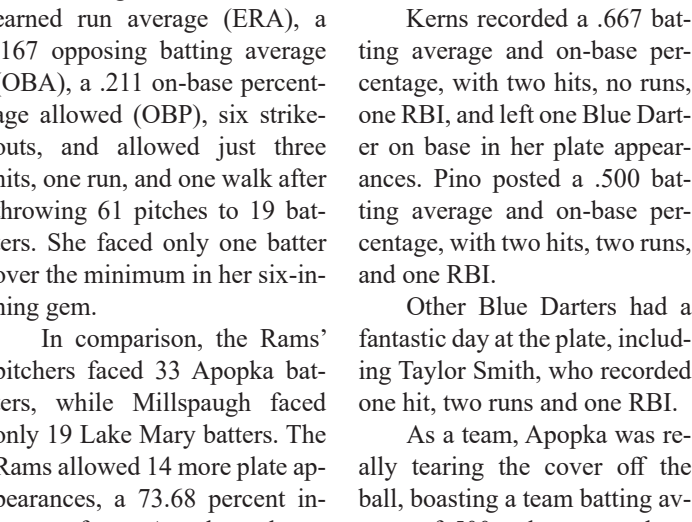 earned run average (ERA), a
.167 opposing batting average
(OBA), a .211 on-base percent-
age allowed (OBP), six strike-
outs, and allowed just three
hits, one run, and one walk after
throwing 61 pitches to 19 bat-
ters. She faced only one batter
over the minimum in her six-in-
ning gem.
In comparison, the Rams’
pitchers faced 33 Apopka bat-
ters, while Millspaugh faced
only 19 Lake Mary batters. The
Rams allowed 14 more plate ap-
pearances, a 73.68 percent in-
Kerns recorded a .667 bat-
ting average and on-base per-
centage, with two hits, no runs,
one RBI, and left one Blue Dart-
er on base in her plate appear-
ances. Pino posted a .500 bat-
ting average and on-base per-
centage, with two hits, two runs,
and one RBI.
Other Blue Darters had a
fantastic day at the plate, includ-
ing Taylor Smith, who recorded
one hit, two runs and one RBI.
As a team, Apopka was re-
ally tearing the cover off the
ball, boasting a team batting av-